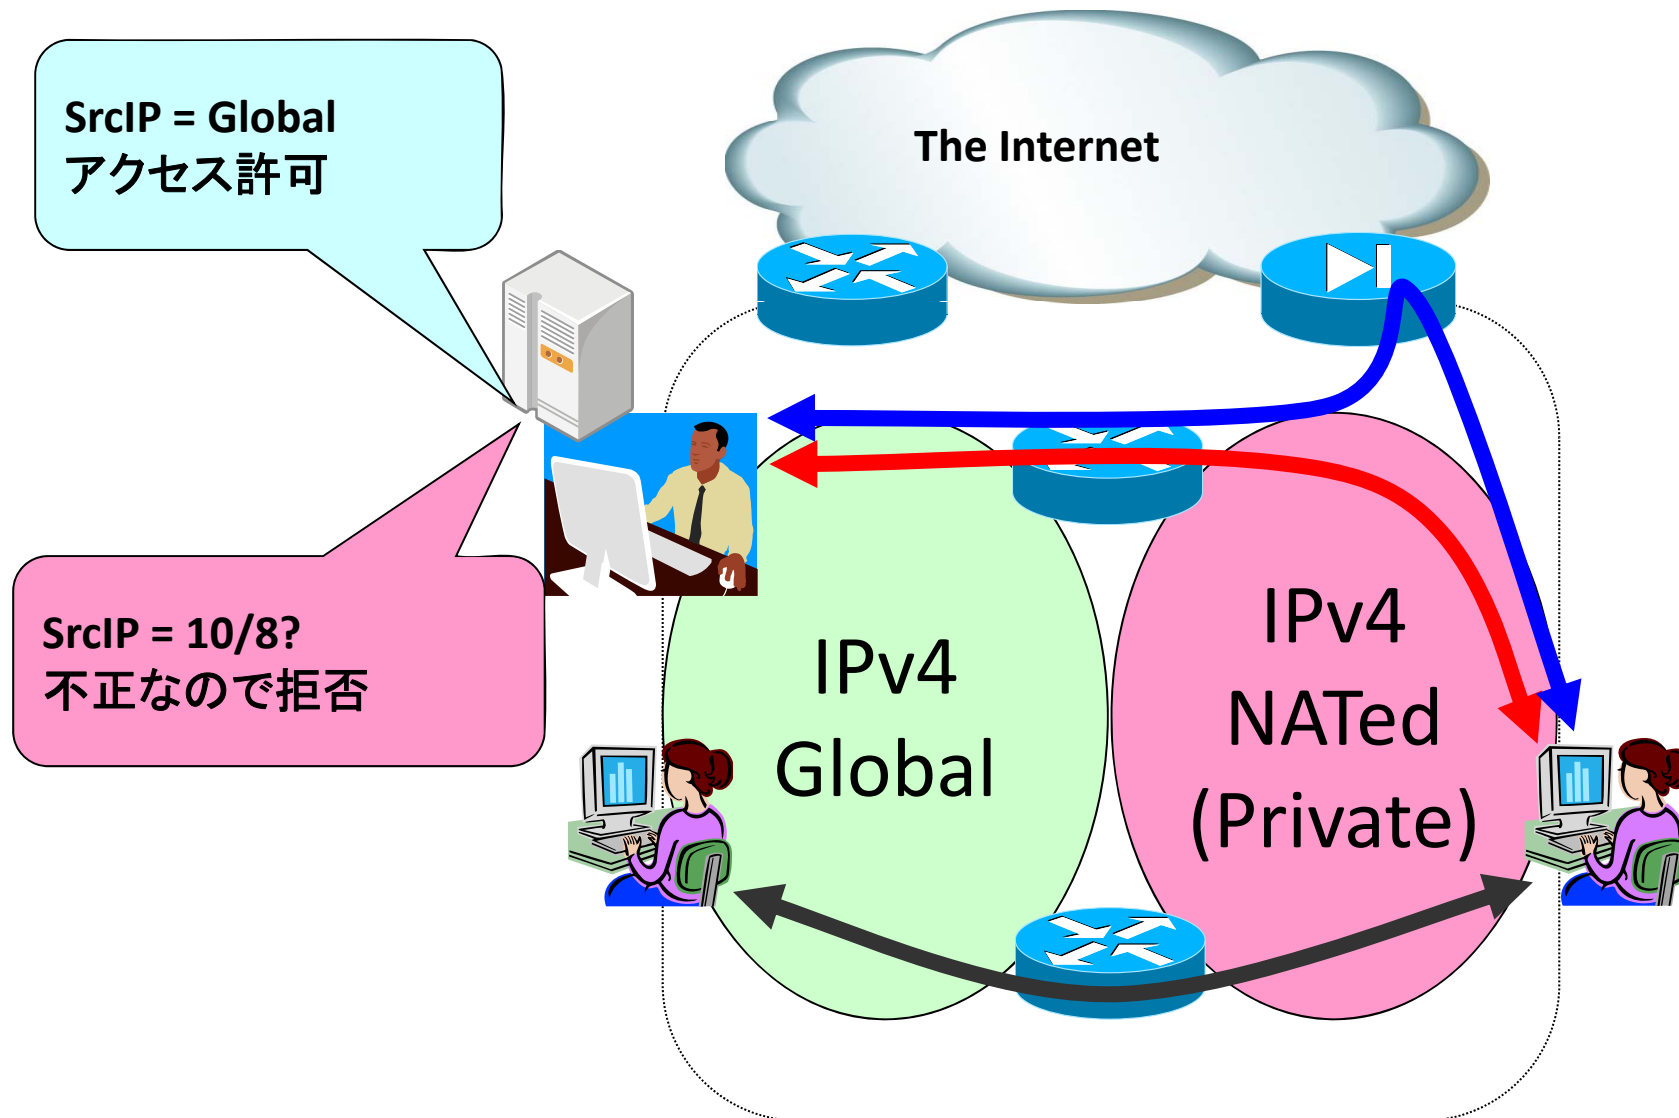 SrcIP = Global
アクセス許可
The Internet
SrcIP = 10/8?
不正なので拒否
IPv4
Global
IPv4
NATed
(Private)